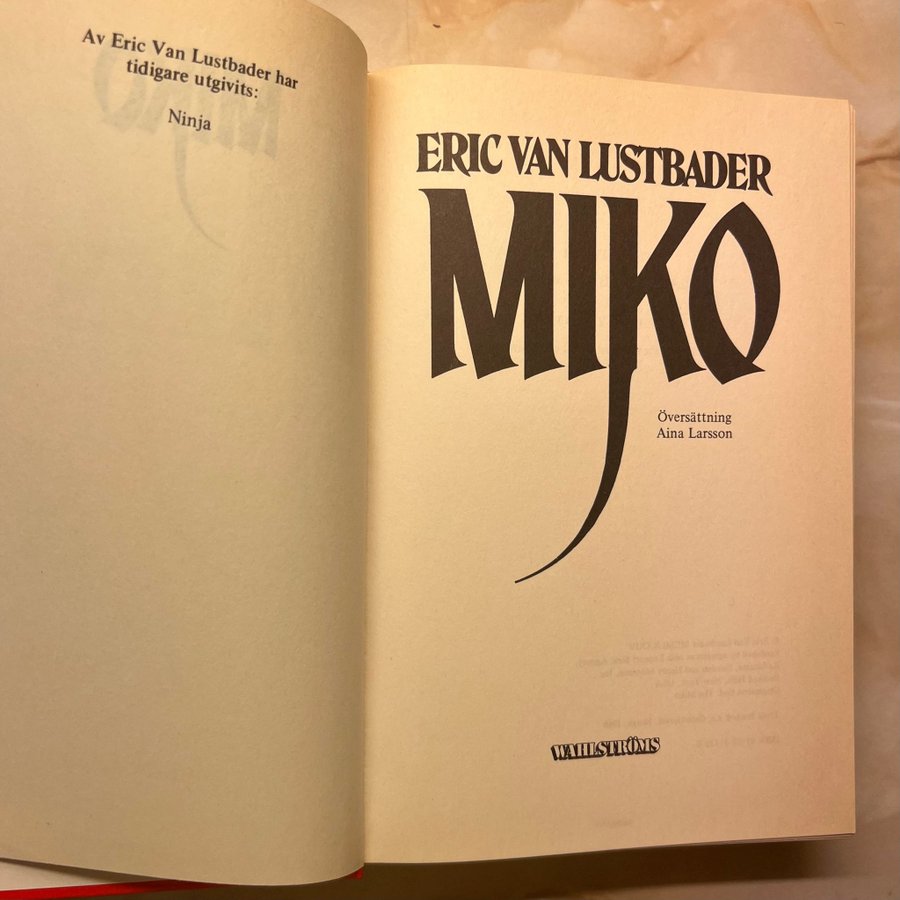 Av Eric Van Lustbader har
tidigare utgivits:
Ninja
ERIC VAN LUSTBADER
MIKO
Översättning
Aina Larsson
WAHLSTRÖMS